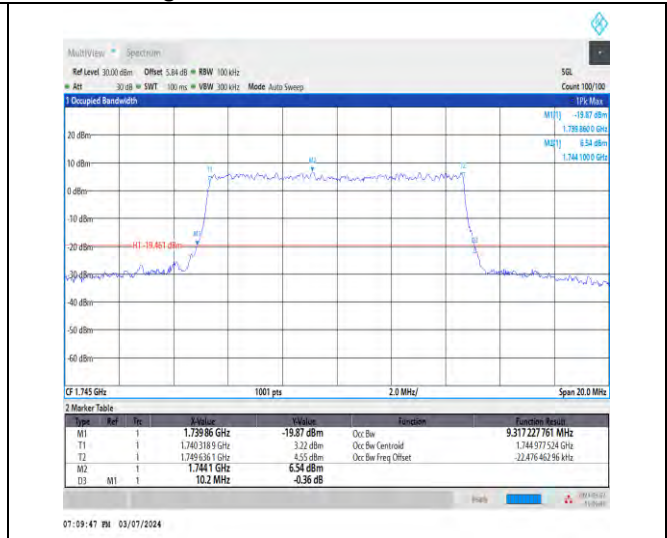 MultiView Spectrum
Ref Level 30.00 dBm Offset 5.84 dB RBW 100 kHz SGL
Att 30 dB SWT 100 ms VBW 300 kHz Mode Auto Sweep Count 100/100
1 Occupied Bandwidth 1Pk Max
M1[1] -19.87 dBm
1.739 860 0 GHz
M2[1] 6.54 dBm
1.744 100 0 GHz
20 dBm
10 dBm
T1 M2 T2
0 dBm
-10 dBm
M1 D3
-20 dBm H1 -19.461 dBm
-30 dBm
-40 dBm
-50 dBm
-60 dBm
CF 1.745 GHz 1001 pts 2.0 MHz/ Span 20.0 MHz
2 Marker Table
Type Ref Trc X-Value Y-Value Function Function Result
M1 1 1.739 86 GHz -19.87 dBm Occ Bw 9.317 227 761 MHz
T1 1 1.740 318 9 GHz 3.22 dBm Occ Bw Centroid 1.744 977 524 GHz
T2 1 1.749 636 1 GHz 4.55 dBm Occ Bw Freq Offset -22.476 462 96 kHz
M2 1 1.744 1 GHz 6.54 dBm
D3 M1 1 10.2 MHz -0.36 dB
Ready
07:09:47 PM 03/07/2024